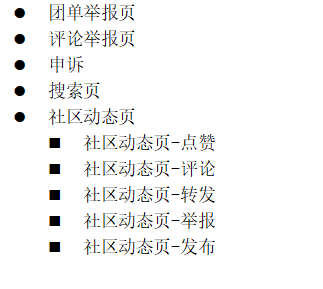 ● 团单举报页
● 评论举报页
● 申诉
● 搜索页
● 社区动态页
■ 社区动态页-点赞
■ 社区动态页-评论
■ 社区动态页-转发
■ 社区动态页-举报
■ 社区动态页-发布